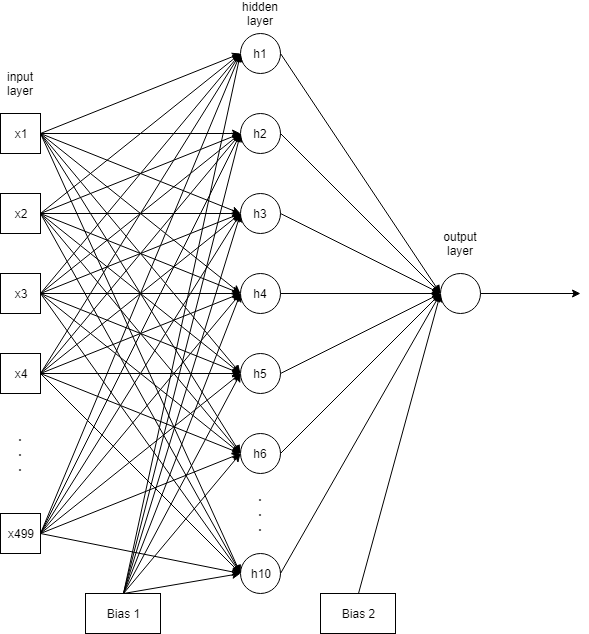 hidden
layer
h1
input
layer
x1
h2
x2
h3
output
layer
x3
h4
x4
h5
.
.
.
h6
x499
.
.
.
h10
Bias 1
Bias 2